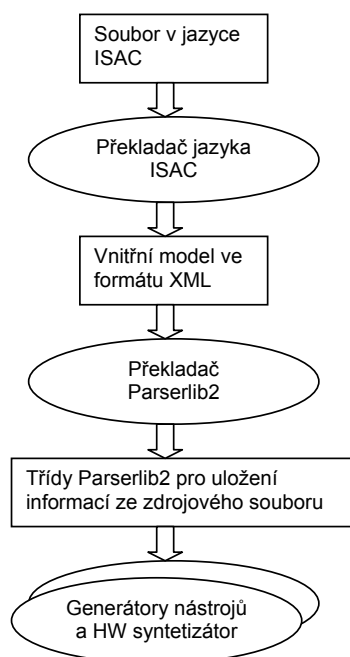 Soubor v jazyce
ISAC
Překladač jazyka
ISAC
Vnitřní model ve
formátu XML
Překladač
Parserlib2
Třídy Parserlib2 pro uložení
informací ze zdrojového souboru
Generátory nástrojů
a HW syntetizátor